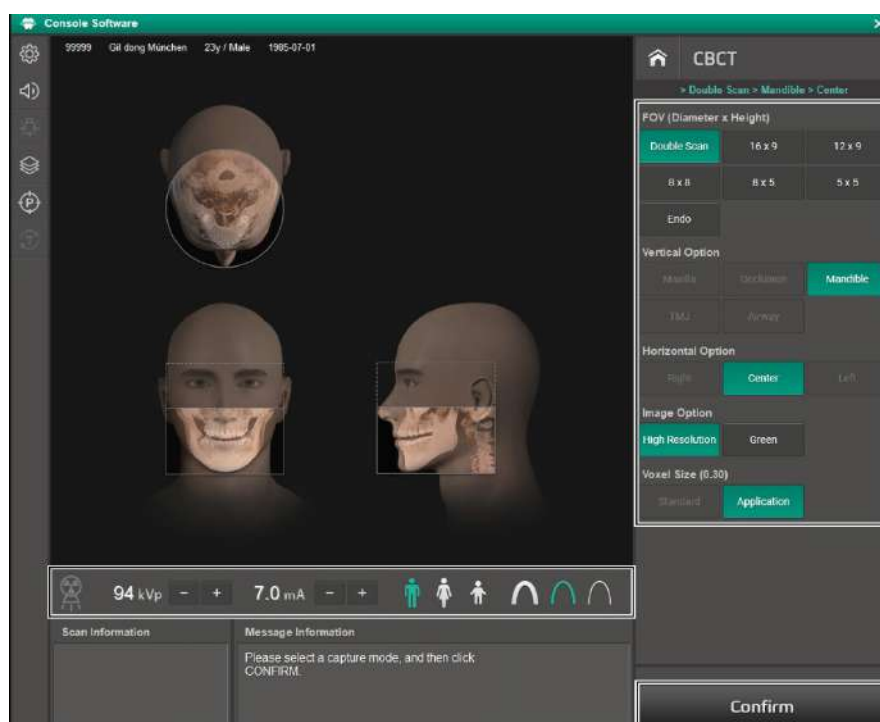 Console Software
99999 Gil dong München 23y / Male 1985-07-01
CBCT
> Double Scan > Mandible > Center
FOV (Diameter x Height)
Double Scan 16 x 9 12 x 9
8 x 8 8 x 5 5 x 5
Endo
Vertical Option
Maxilla Occlusion Mandible
TMJ Airway
Horizontal Option
Right Center Left
Image Option
High Resolution Green
Voxel Size (0.30)
Standard Application
94 kVp - + 7.0 mA - +
Scan Information
Message Information
Please select a capture mode, and then click
CONFIRM.
Confirm